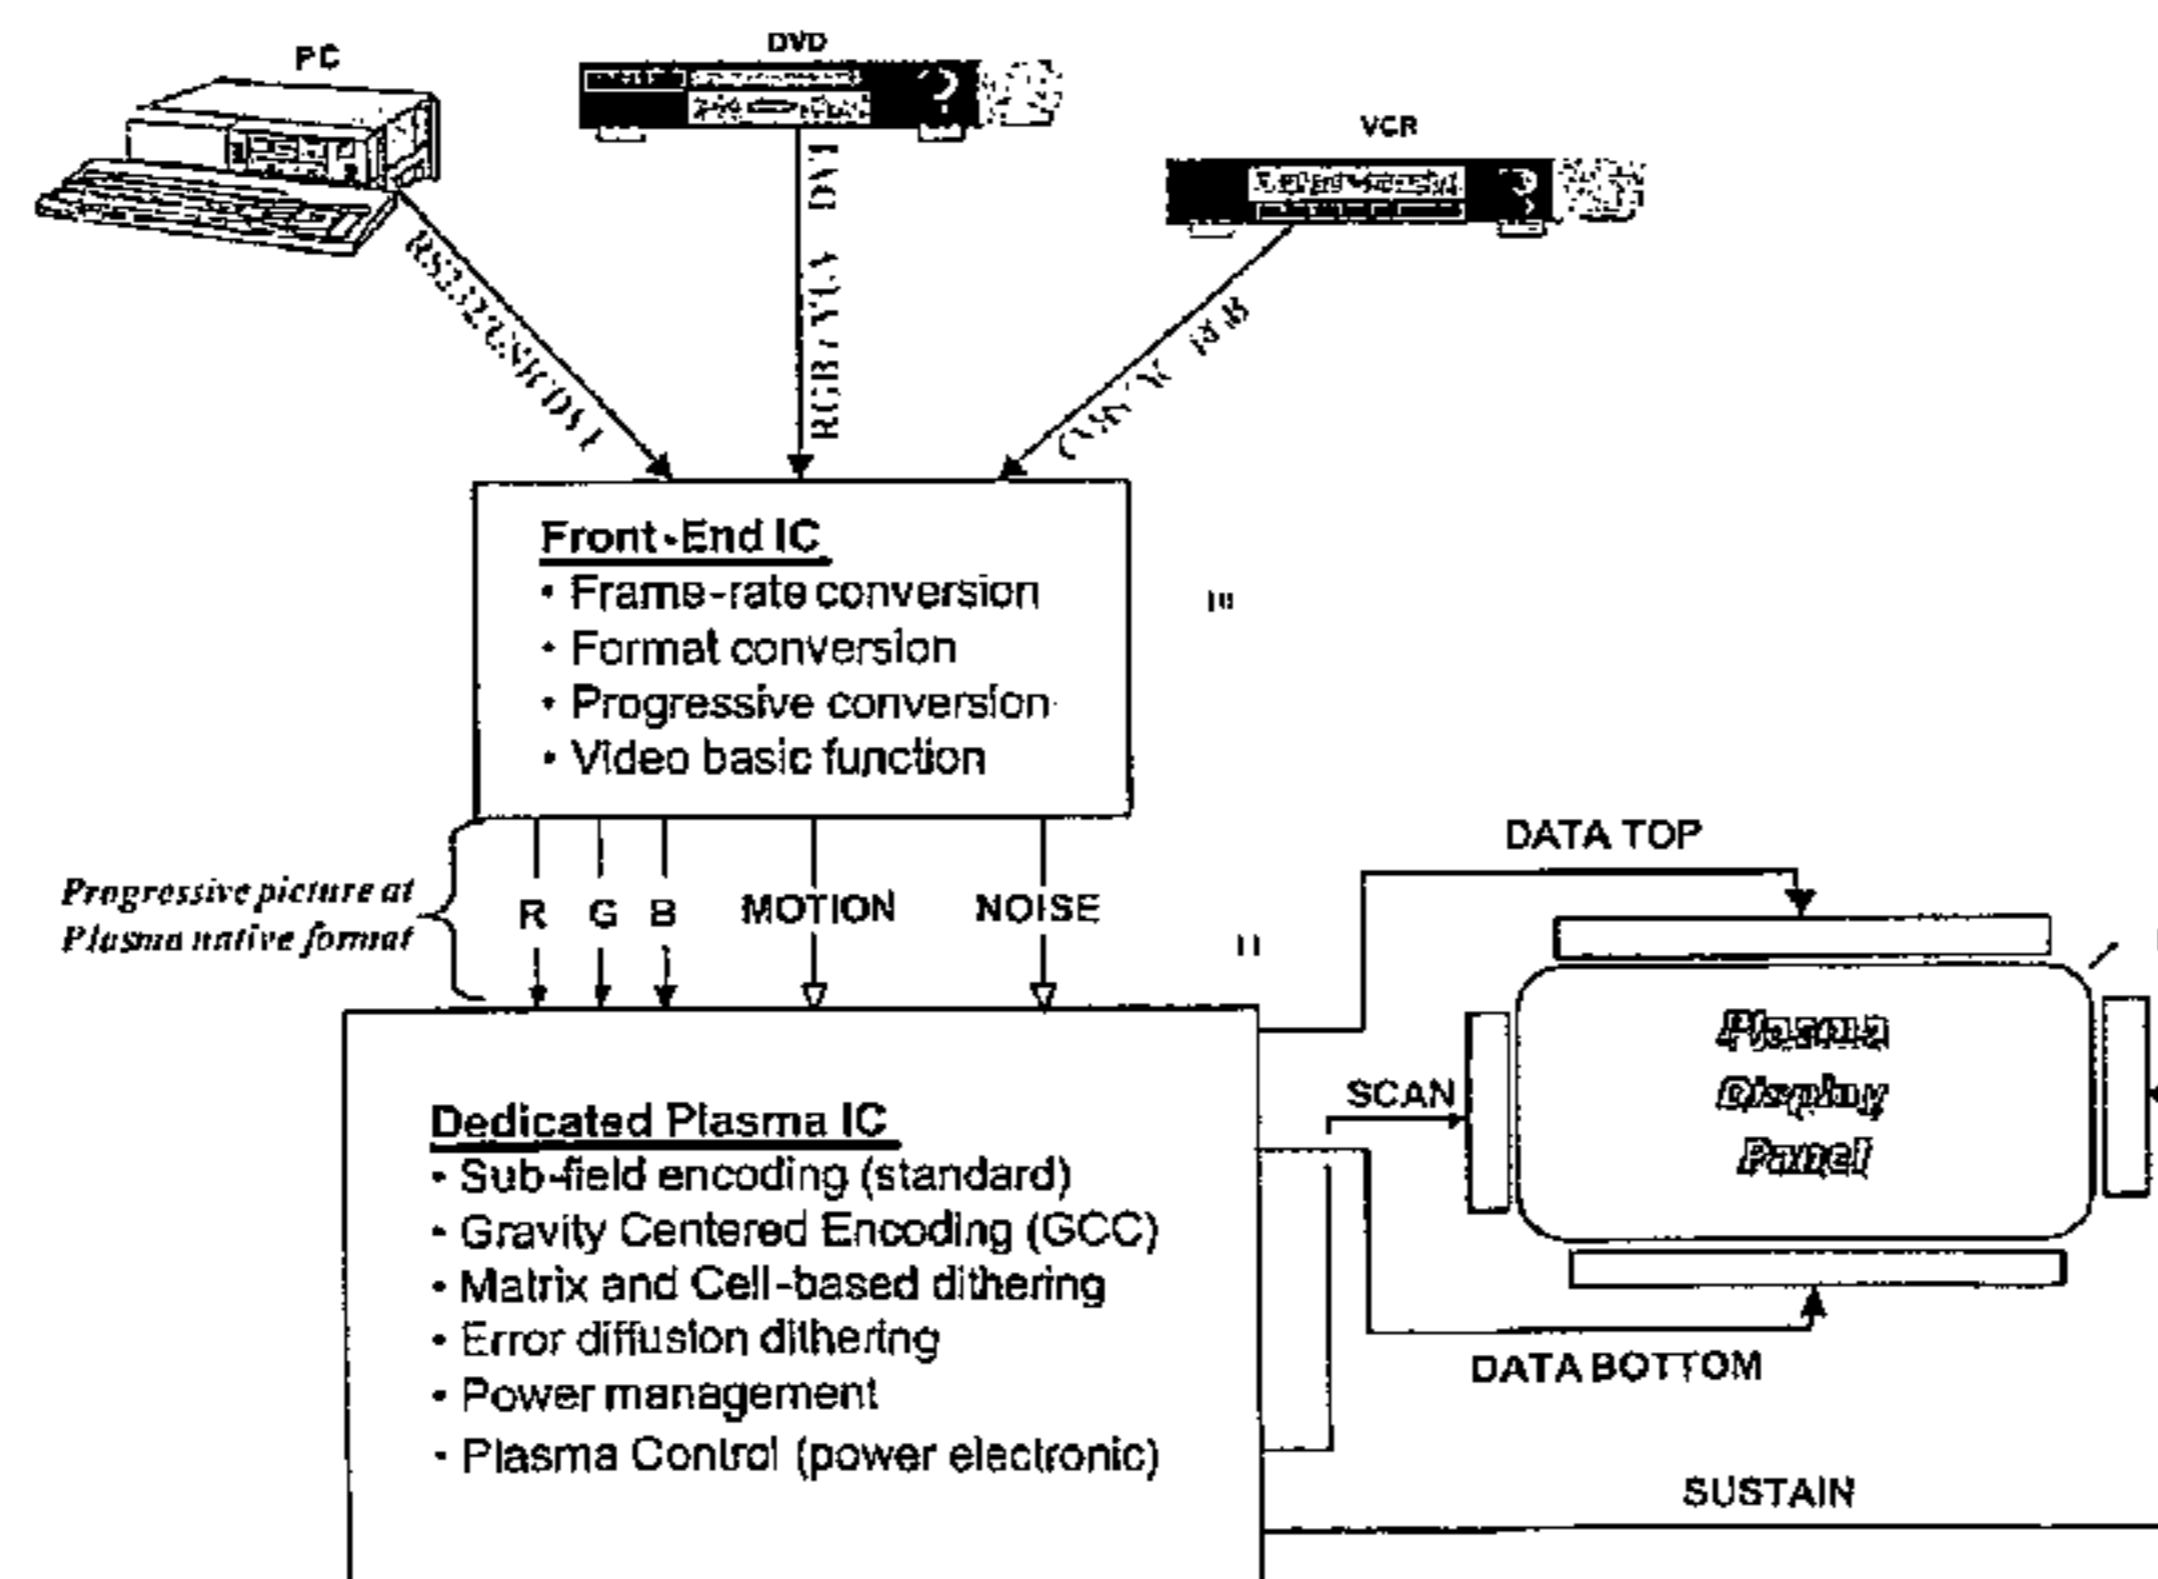 PC
DVD
VCR
RGB / YUV DVI
Front-End IC
• Frame-rate conversion
• Format conversion
• Progressive conversion
• Video basic function
10
Progressive picture at
Plasma native format
R G B MOTION NOISE
11
DATA TOP
Plasma
Display
Panel
SCAN
Dedicated Plasma IC
• Sub-field encoding (standard)
• Gravity Centered Encoding (GCC)
• Matrix and Cell-based dithering
• Error diffusion dithering
• Power management
• Plasma Control (power electronic)
DATA BOTTOM
SUSTAIN